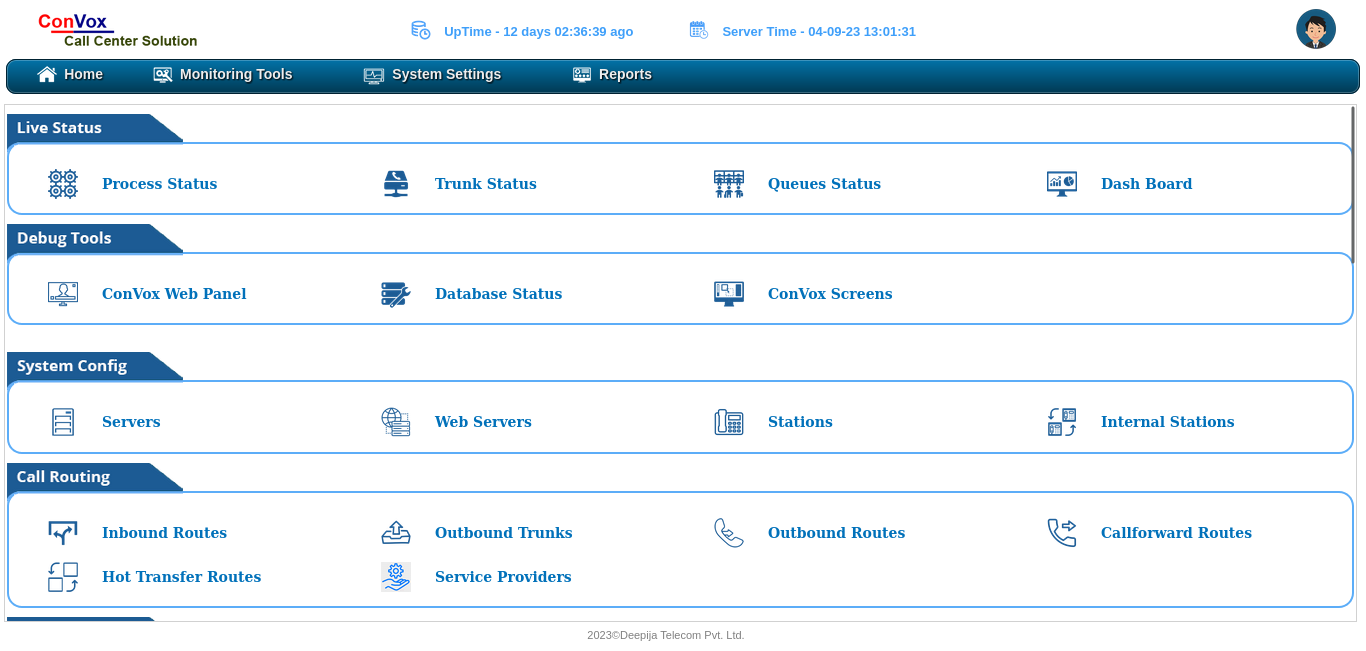 ConVox
Call Center Solution
UpTime - 12 days 02:36:39 ago
Server Time - 04-09-23 13:01:31
Home
Monitoring Tools
System Settings
Reports
Live Status
Process Status
Trunk Status
Queues Status
Dash Board
Debug Tools
ConVox Web Panel
Database Status
ConVox Screens
System Config
Servers
Web Servers
Stations
Internal Stations
Call Routing
Inbound Routes
Outbound Trunks
Outbound Routes
Callforward Routes
Hot Transfer Routes
Service Providers
2023©Deepija Telecom Pvt. Ltd.